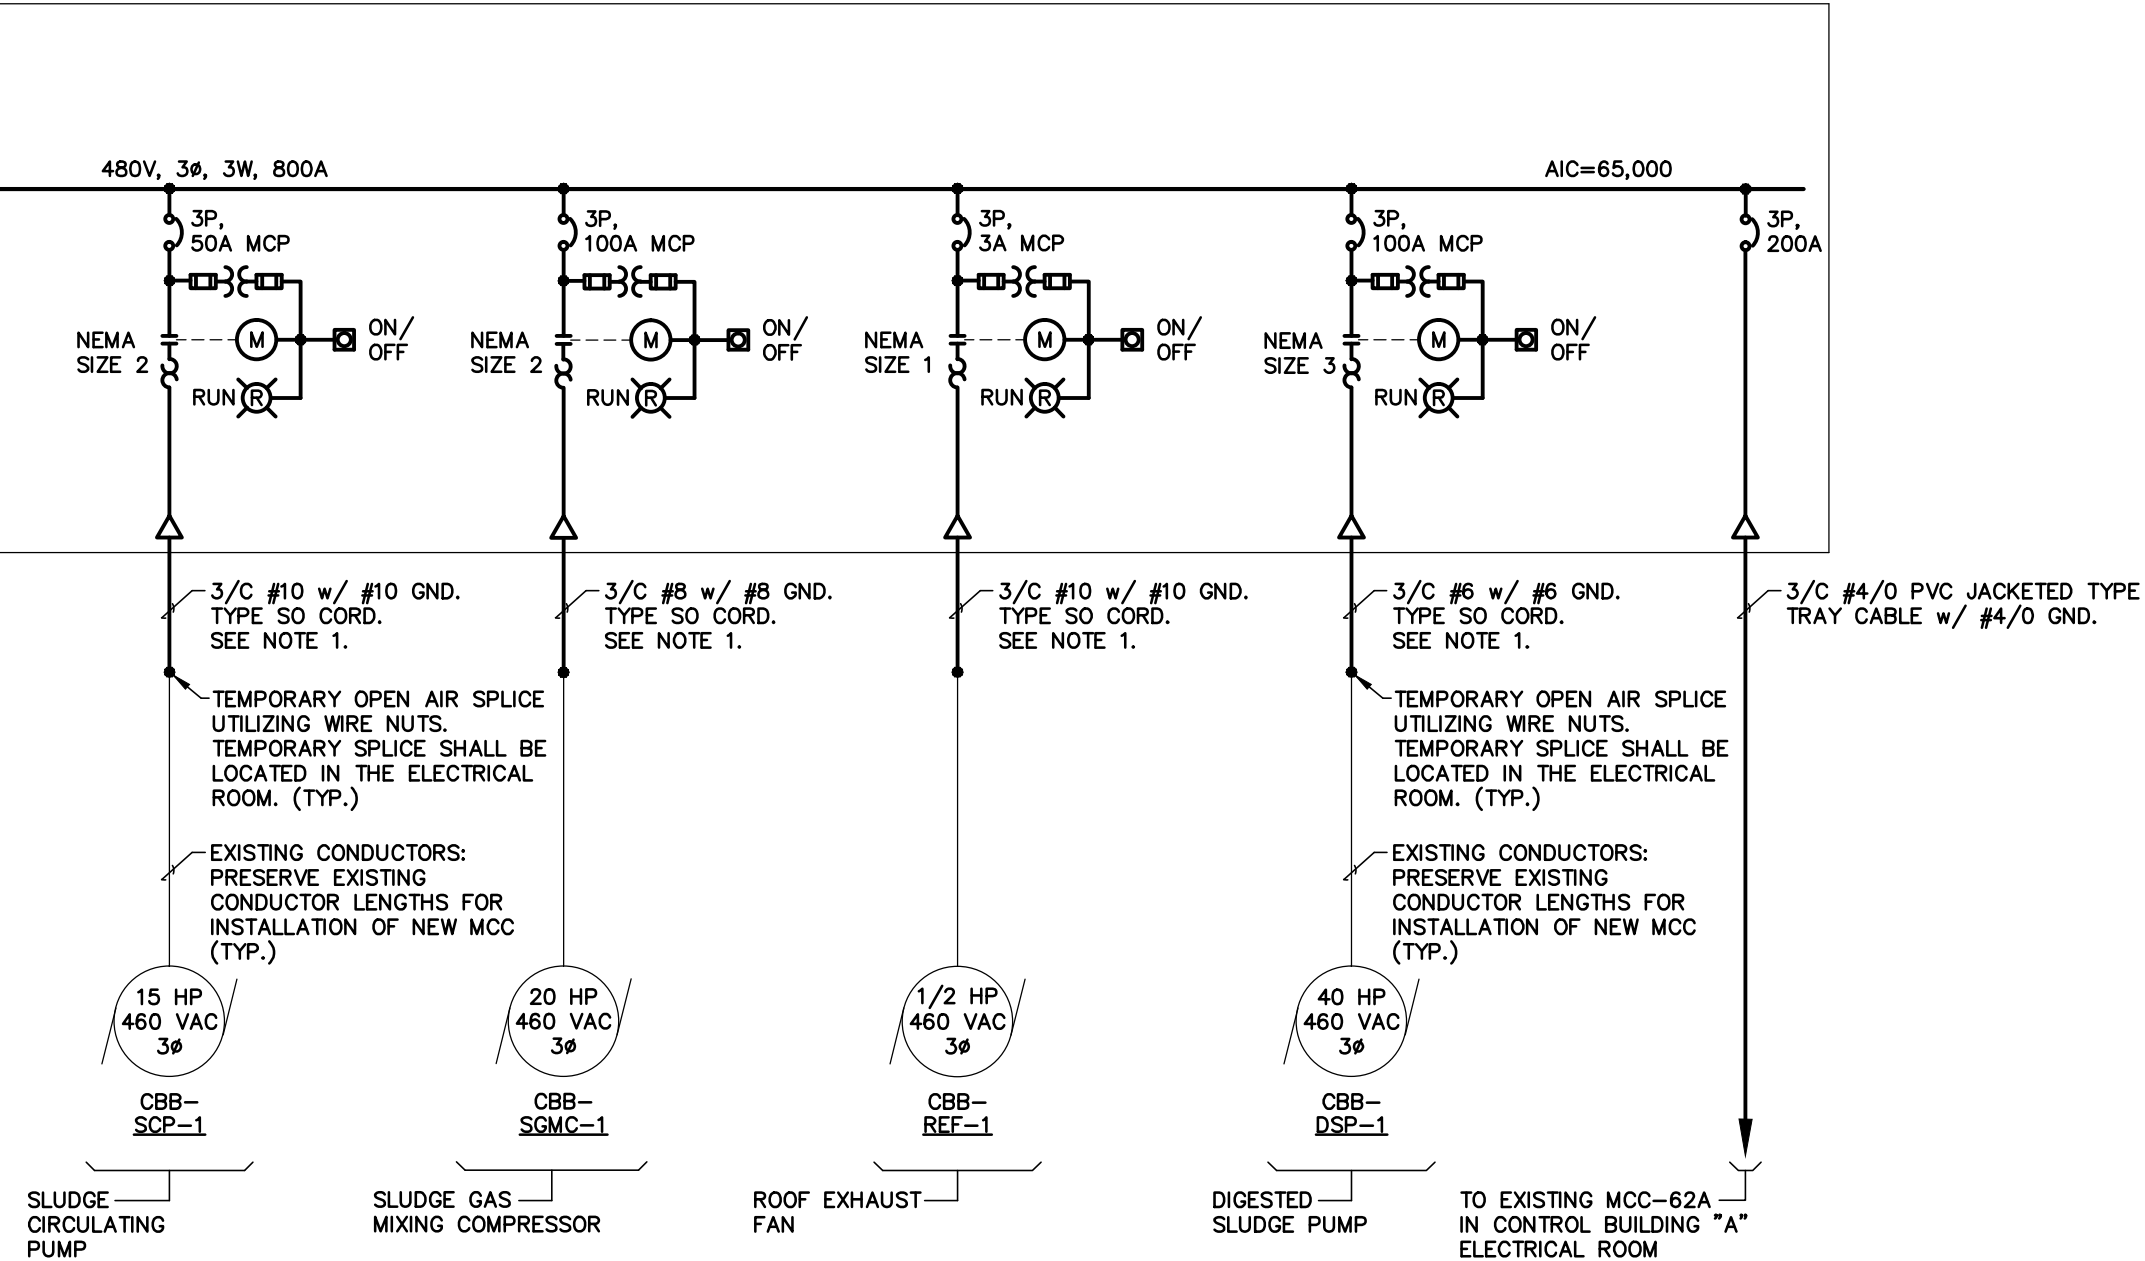 480V, 3ø, 3W, 800A
AIC=65,000
3P,
50A MCP
NEMA
SIZE 2
M
ON/
OFF
RUN
R
3P,
100A MCP
NEMA
SIZE 2
M
ON/
OFF
RUN
R
3P,
3A MCP
NEMA
SIZE 1
M
ON/
OFF
RUN
R
3P,
100A MCP
NEMA
SIZE 3
M
ON/
OFF
RUN
R
3P,
200A
3/C #10 w/ #10 GND.
TYPE SO CORD.
SEE NOTE 1.
3/C #8 w/ #8 GND.
TYPE SO CORD.
SEE NOTE 1.
3/C #10 w/ #10 GND.
TYPE SO CORD.
SEE NOTE 1.
3/C #6 w/ #6 GND.
TYPE SO CORD.
SEE NOTE 1.
3/C #4/0 PVC JACKETED TYPE
TRAY CABLE w/ #4/0 GND.
TEMPORARY OPEN AIR SPLICE
UTILIZING WIRE NUTS.
TEMPORARY SPLICE SHALL BE
LOCATED IN THE ELECTRICAL
ROOM. (TYP.)
TEMPORARY OPEN AIR SPLICE
UTILIZING WIRE NUTS.
TEMPORARY SPLICE SHALL BE
LOCATED IN THE ELECTRICAL
ROOM. (TYP.)
EXISTING CONDUCTORS:
PRESERVE EXISTING
CONDUCTOR LENGTHS FOR
INSTALLATION OF NEW MCC
(TYP.)
EXISTING CONDUCTORS:
PRESERVE EXISTING
CONDUCTOR LENGTHS FOR
INSTALLATION OF NEW MCC
(TYP.)
15 HP
460 VAC
3ø
CBB-
SCP-1
SLUDGE
CIRCULATING
PUMP
20 HP
460 VAC
3ø
CBB-
SGMC-1
SLUDGE GAS
MIXING COMPRESSOR
1/2 HP
460 VAC
3ø
CBB-
REF-1
ROOF EXHAUST
FAN
40 HP
460 VAC
3ø
CBB-
DSP-1
DIGESTED
SLUDGE PUMP
TO EXISTING MCC-62A
IN CONTROL BUILDING "A"
ELECTRICAL ROOM